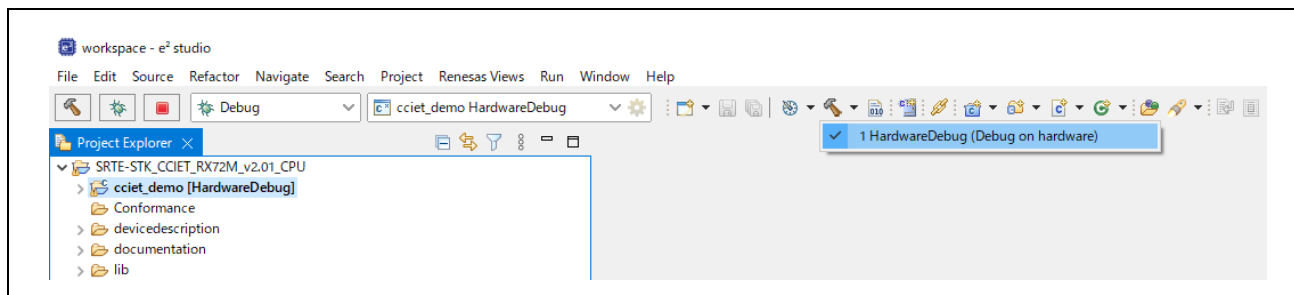 workspace - e² studio
File Edit Source Refactor Navigate Search Project Renesas Views Run Window Help
Debug cciet_demo HardwareDebug 010
Project Explorer 1 HardwareDebug (Debug on hardware)
SRTE-STK_CCIET_RX72M_v2.01_CPU
cciet_demo [HardwareDebug]
Conformance
devicedescription
documentation
lib